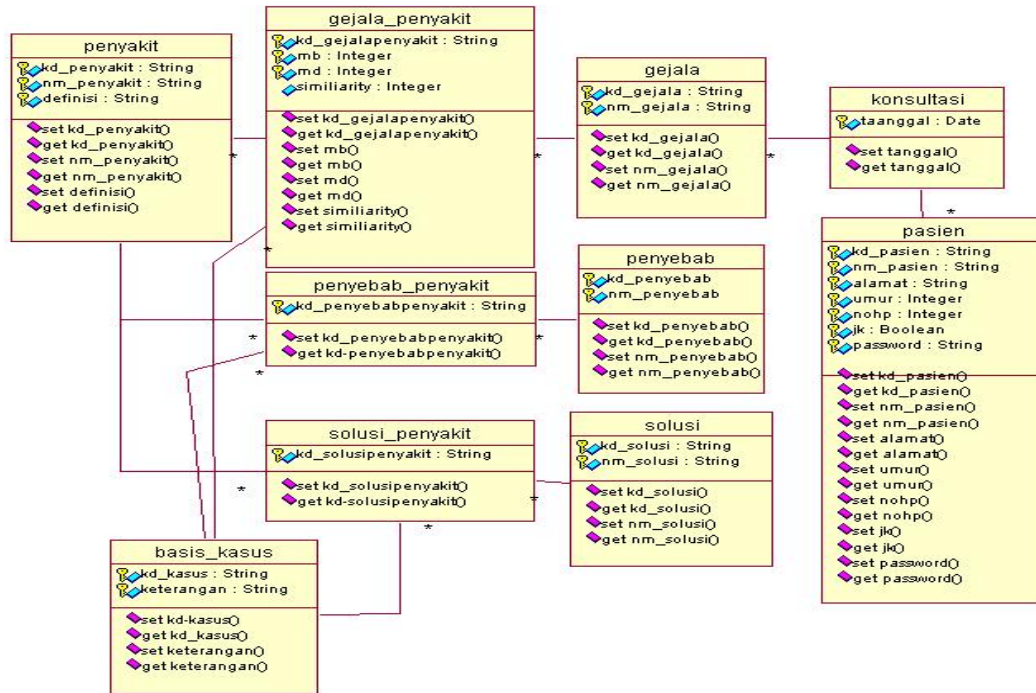 penyakit
kd_penyakit : String
nm_penyakit : String
definisi : String
set kd_penyakit()
get kd_penyakit()
set nm_penyakit()
get nm_penyakit()
set definisi()
get definisi()
*
gejala_penyakit
kd_gejalapenyakit : String
mb : Integer
md : Integer
similiarity : Integer
set kd_gejalapenyakit()
get kd_gejalapenyakit()
set mb()
get mb()
set md()
get md()
set similiarity()
get similiarity()
*
*
gejala
kd_gejala : String
nm_gejala : String
set kd_gejala()
get kd_gejala()
set nm_gejala()
get nm_gejala()
*
konsultasi
taanggal : Date
set tanggal()
get tanggal()
*
pasien
kd_pasien : String
nm_pasien : String
alamat : String
umur : Integer
nohp : Integer
jk : Boolean
password : String
set kd_pasien()
get kd_pasien()
set nm_pasien()
get nm_pasien()
set alamat()
get alamat()
set umur()
get umur()
set nohp()
get nohp()
set jk()
get jk()
set password()
get password()
penyebab_penyakit
kd_penyebabpenyakit : String
set kd_penyebabpenyakit()
get kd-penyebabpenyakit()
*
*
*
penyebab
kd_penyebab
nm_penyebab
set kd_penyebab()
get kd_penyebab()
set nm_penyebab()
get nm_penyebab()
solusi_penyakit
kd_solusipenyakit : String
set kd_solusipenyakit()
get kd-solusipenyakit()
*
*
*
solusi
kd_solusi : String
nm_solusi : String
set kd_solusi()
get kd_solusi()
set nm_solusi()
get nm_solusi()
basis_kasus
kd_kasus : String
keterangan : String
set kd-kasus()
get kd_kasus()
set keterangan()
get keterangan()